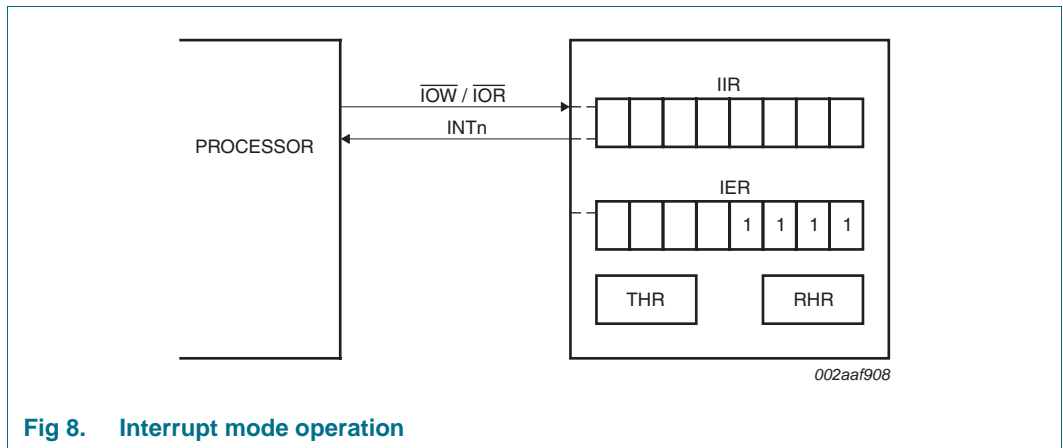 IIR
IOW / IOR
INTn
PROCESSOR
IER
1 1 1 1
THR RHR
002aaf908
Fig 8. Interrupt mode operation